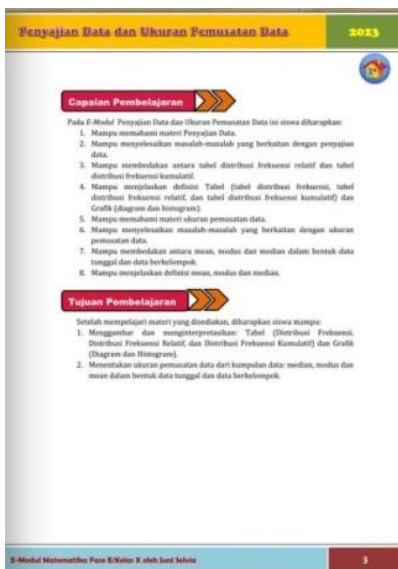 Penyajian Data dan Ukuran Pemusatan Data
2023
Capaian Pembelajaran
Pada E-Modul Penyajian Data dan Ukuran Pemusatan Data ini siswa diharapkan:
1. Mampu memahami materi Penyajian Data.
2. Mampu menyelesaikan masalah-masalah yang berkaitan dengan penyajian
data.
3. Mampu membedakan antara tabel distribusi frekuensi relatif dan tabel
distribusi frekuensi kumulatif.
4. Mampu menjelaskan definisi Tabel (tabel distribusi frekuensi, tabel
distribusi frekuensi relatif, dan tabel distribusi frekuensi kumulatif) dan
Grafik (diagram dan histogram).
5. Mampu memahami materi ukuran pemusatan data.
6. Mampu menyelesaikan masalah-masalah yang berkaitan dengan ukuran
pemusatan data.
7. Mampu membedakan antara mean, modus dan median dalam bentuk data
tunggal dan data berkelompok.
8. Mampu menjelaskan definisi mean, modus dan median.
Tujuan Pembelajaran
Setelah mempelajari materi yang disediakan, diharapkan siswa mampu:
1. Menggambar dan menginterpretasikan: Tabel (Distribusi Frekuensi,
Distribusi Frekuensi Relatif, dan Distribusi Frekuensi Kumulatif) dan Grafik
(Diagram dan Histogram).
2. Menentukan ukuran pemusatan data dari kumpulan data: median, modus dan
mean dalam bentuk data tunggal dan data berkelompok.
E-Modul Matematika Fase E/Kelas X oleh Juni Selvia
3